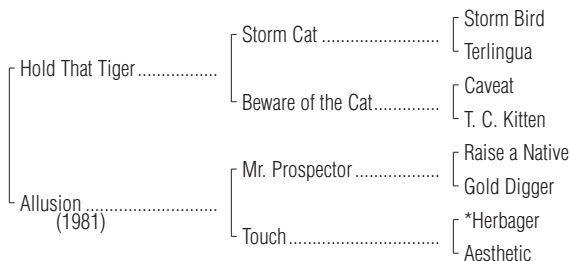 Storm Bird
Storm Cat ..............................
Terlingua
Hold That Tiger ....................
Caveat
Beware of the Cat .................
T. C. Kitten
Raise a Native
Mr. Prospector ......................
Gold Digger
Allusion .................................
(1981)
*Herbager
Touch ......................................
Aesthetic